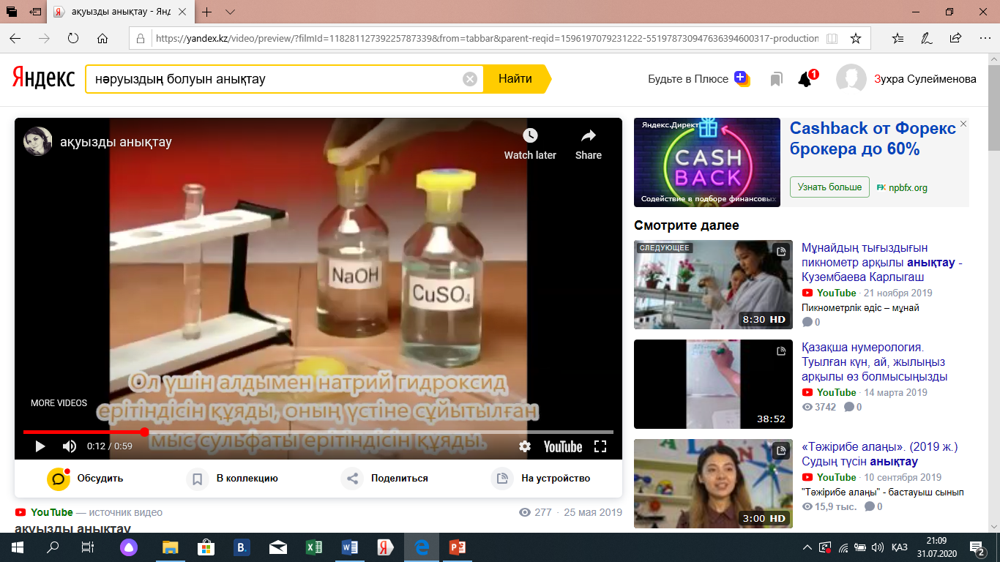 ақуызды анықтау - Янд
https://yandex.kz/video/preview/?filmId=11828112739225787339&from=tabbar&parent-reqid=1596197079231222-551978730947636394600317-production
Яндекс
нәруыздың болуын анықтау
Найти
Будьте в Плюсе
1
Зухра Сулейменова
ақуызды анықтау
Watch later
Share
NaOH
CuSO₄
Ол үшін алдымен натрий гидроксид
ерітіндісін құяды, оның үстіне сұйытылған
мыс сульфаты ерітіндісін құяды.
MORE VIDEOS
0:12 / 0:59
YouTube
Обсудить
В коллекцию
Поделиться
На устройство
YouTube — источник видео
277 · 25 мая 2019
ақуызды анықтау
Яндекс.Директ
CASH
BACK
Содействие в подборе финансовых
Cashback от Форекс
брокера до 60%
Узнать больше
FX npbfx.org
Смотрите далее
СЛЕДУЮЩЕЕ
8:30 HD
Мұнайдың тығыздығын
пикнометр арқылы анықтау -
Куземbаева Карлыгаш
YouTube · 21 ноября 2019
Пикнометрлік әдіс – мұнай
0
38:52
Қазақша нумерология.
Туылған күн, ай, жылыңыз
арқылы өз болмысыңызды
YouTube · 14 марта 2019
3742 0
3:00 HD
«Тәжірибе алаңы». (2019 ж.)
Судың түсін анықтау
YouTube · 10 сентября 2019
"Тәжірибе алаңы" - бастауыш сынып
15,9 тыс. 0
ҚАЗ
21:09
31.07.2020
2